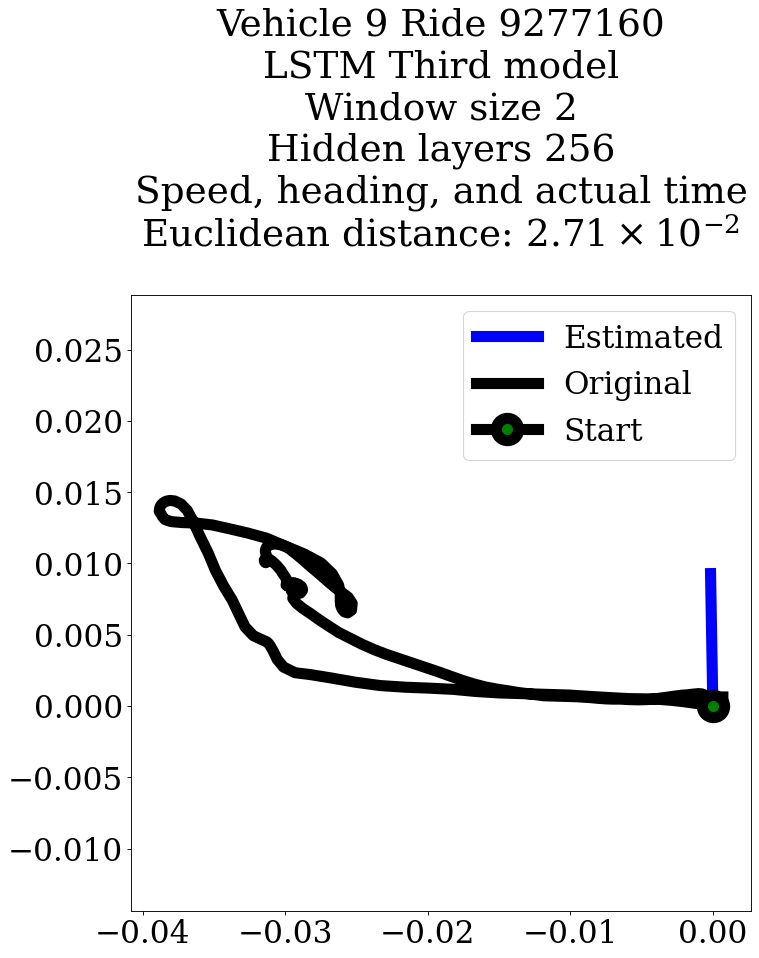 Vehicle 9 Ride 9277160
LSTM Third model
Window size 2
Hidden layers 256
Speed, heading, and actual time
Euclidean distance: 2.71 × 10⁻²
Estimated
Original
Start
0.025
0.020
0.015
0.010
0.005
0.000
−0.005
−0.010
−0.04 −0.03 −0.02 −0.01 0.00